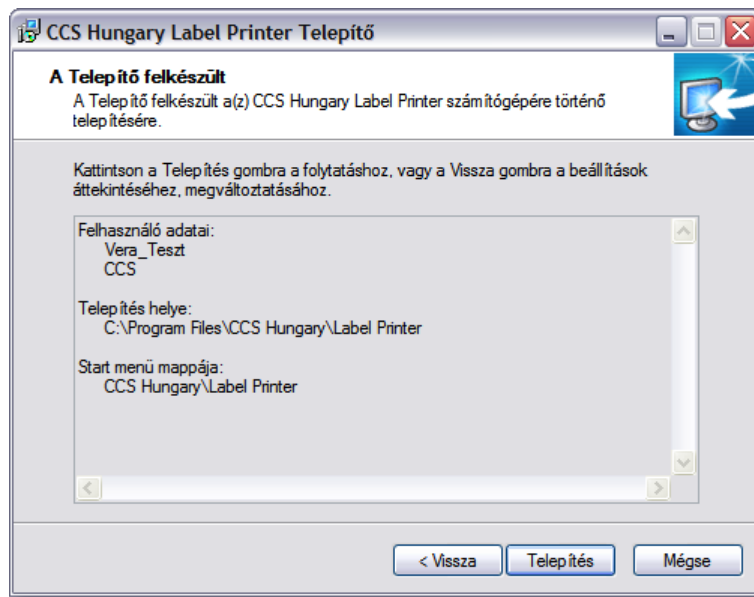 CCS Hungary Label Printer Telepítő
A Telepítő felkészült
A Telepítő felkészült a(z) CCS Hungary Label Printer számítógépére történő
telepítésére.
Kattintson a Telepítés gombra a folytatáshoz, vagy a Vissza gombra a beállítások
áttekintéséhez, megváltoztatásához.
Felhasználó adatai:
Vera_Teszt
CCS
Telepítés helye:
C:\Program Files\CCS Hungary\Label Printer
Start menü mappája:
CCS Hungary\Label Printer
< Vissza
Telepítés
Mégse